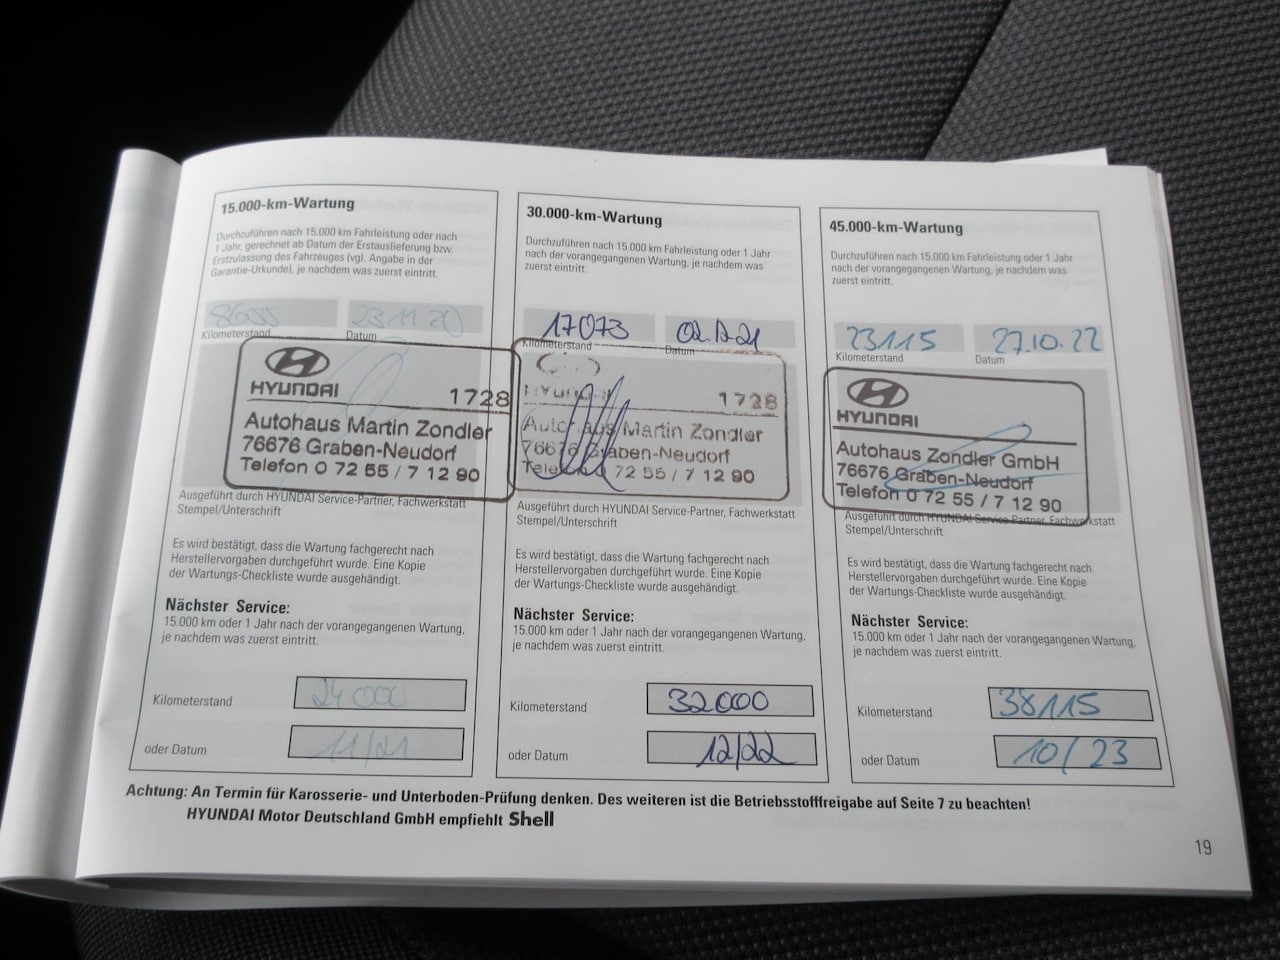 15.000-km-Wartung
Durchzuführen nach 15.000 km Fahrleistung oder nach
1 Jahr, gerechnet ab Datum der Erstauslieferung bzw.
Erstzulassung des Fahrzeuges (vgl. Angabe in der
Garantie-Urkunde), je nachdem was zuerst eintritt.
23.11.20
Kilometerstand Datum
HYUNDAI 1728
Autohaus Martin Zondler
76676 Graben-Neudorf
Telefon 0 72 55 / 7 12 90
Ausgeführt durch HYUNDAI Service-Partner, Fachwerkstatt
Stempel/Unterschrift
Es wird bestätigt, dass die Wartung fachgerecht nach
Herstellervorgaben durchgeführt wurde. Eine Kopie
der Wartungs-Checkliste wurde ausgehändigt.
Nächster Service:
15.000 km oder 1 Jahr nach der vorangegangenen Wartung,
je nachdem was zuerst eintritt.
Kilometerstand 24000
oder Datum 11/21
30.000-km-Wartung
Durchzuführen nach 15.000 km Fahrleistung oder 1 Jahr
nach der vorangegangenen Wartung, je nachdem was
zuerst eintritt.
17073 02.12.21
Kilometerstand Datum
HYUNDAI 1728
Autohaus Martin Zondler
76676 Graben-Neudorf
Telefon 0 72 55 / 7 12 90
Ausgeführt durch HYUNDAI Service-Partner, Fachwerkstatt
Stempel/Unterschrift
Es wird bestätigt, dass die Wartung fachgerecht nach
Herstellervorgaben durchgeführt wurde. Eine Kopie
der Wartungs-Checkliste wurde ausgehändigt.
Nächster Service:
15.000 km oder 1 Jahr nach der vorangegangenen Wartung,
je nachdem was zuerst eintritt.
Kilometerstand 32000
oder Datum 12/22
45.000-km-Wartung
Durchzuführen nach 15.000 km Fahrleistung oder 1 Jahr
nach der vorangegangenen Wartung, je nachdem was
zuerst eintritt.
23115 27.10.22
Kilometerstand Datum
HYUNDAI
Autohaus Zondler GmbH
76676 Graben-Neudorf
Telefon 0 72 55 / 7 12 90
Ausgeführt durch HYUNDAI Service-Partner, Fachwerkstatt
Stempel/Unterschrift
Es wird bestätigt, dass die Wartung fachgerecht nach
Herstellervorgaben durchgeführt wurde. Eine Kopie
der Wartungs-Checkliste wurde ausgehändigt.
Nächster Service:
15.000 km oder 1 Jahr nach der vorangegangenen Wartung,
je nachdem was zuerst eintritt.
Kilometerstand 38115
oder Datum 10/23
Achtung: An Termin für Karosserie- und Unterboden-Prüfung denken. Des weiteren ist die Betriebsstofffreigabe auf Seite 7 zu beachten!
HYUNDAI Motor Deutschland GmbH empfiehlt Shell
19